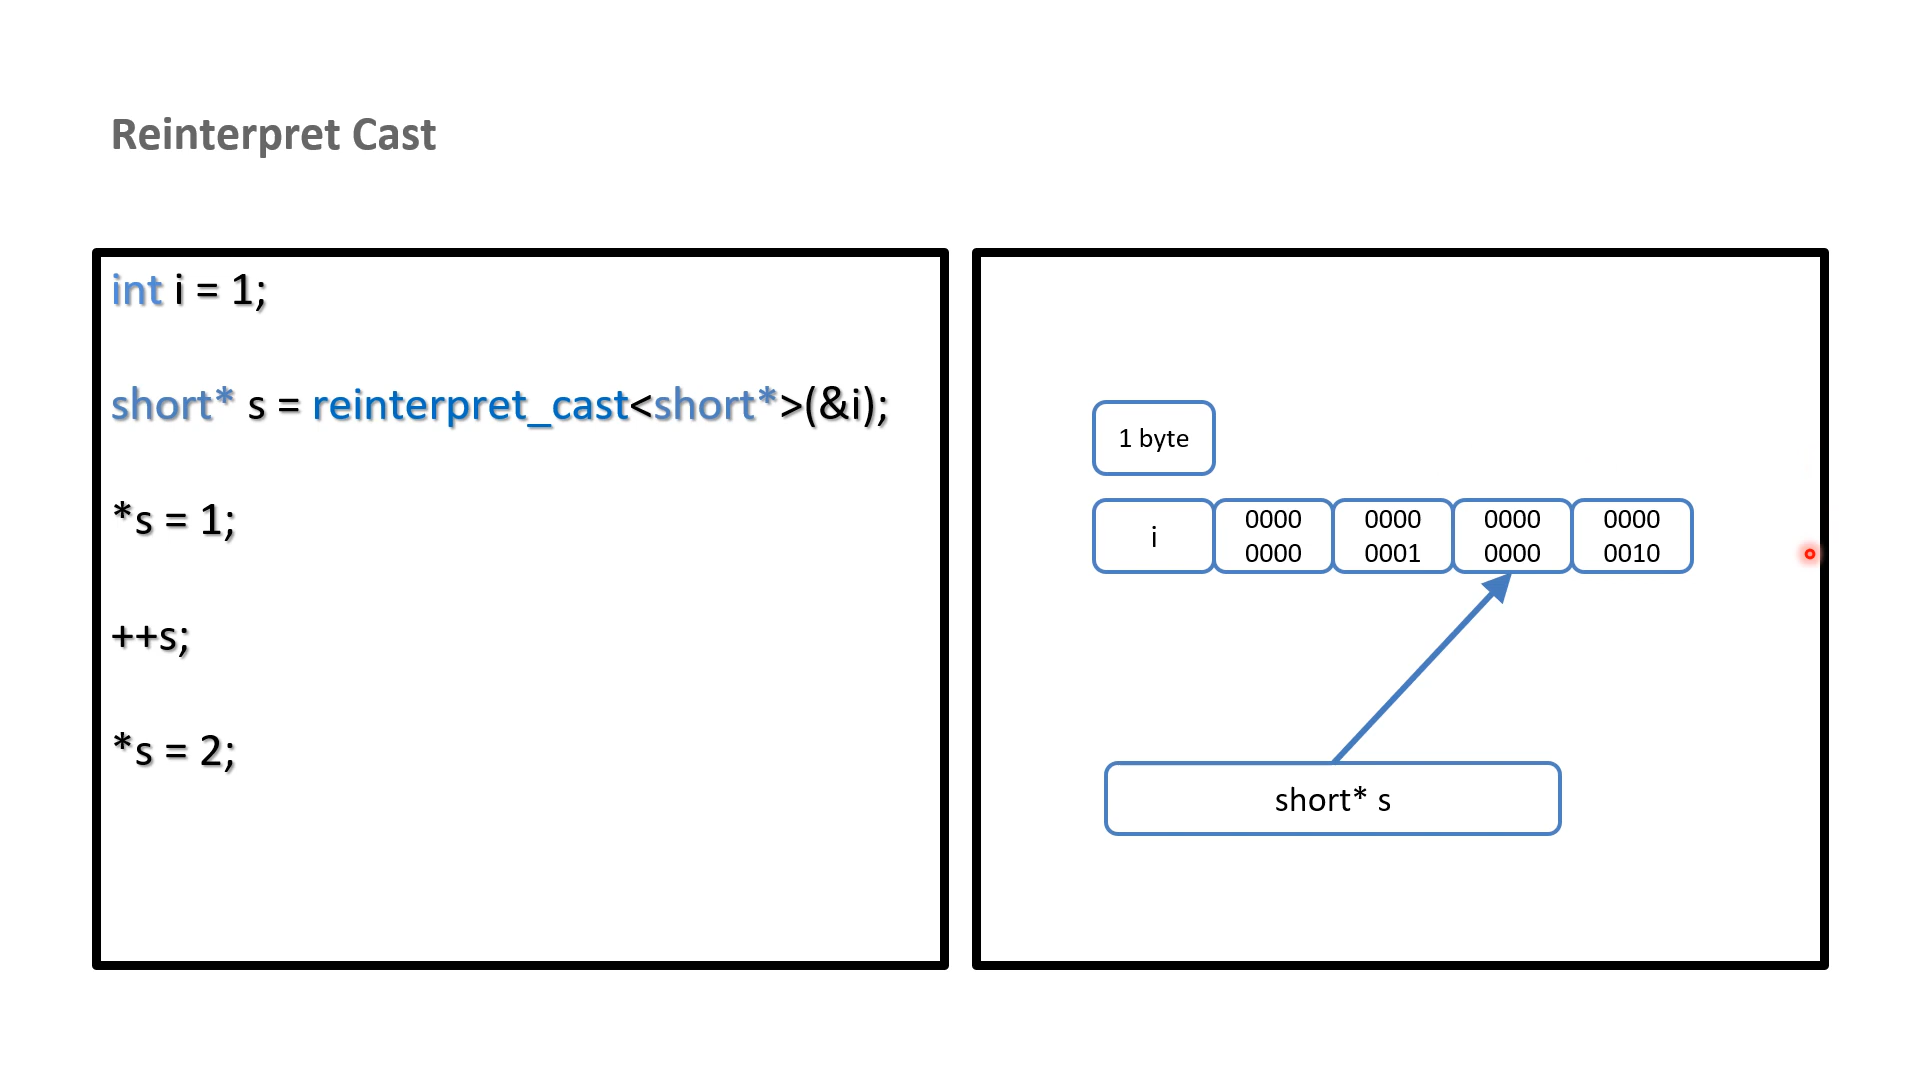 Reinterpret Cast
int i = 1;
short* s = reinterpret_cast<short*>(&i);
*s = 1;
++s;
*s = 2;
1 byte
i
0000
0000
0000
0001
0000
0000
0000
0010
short* s